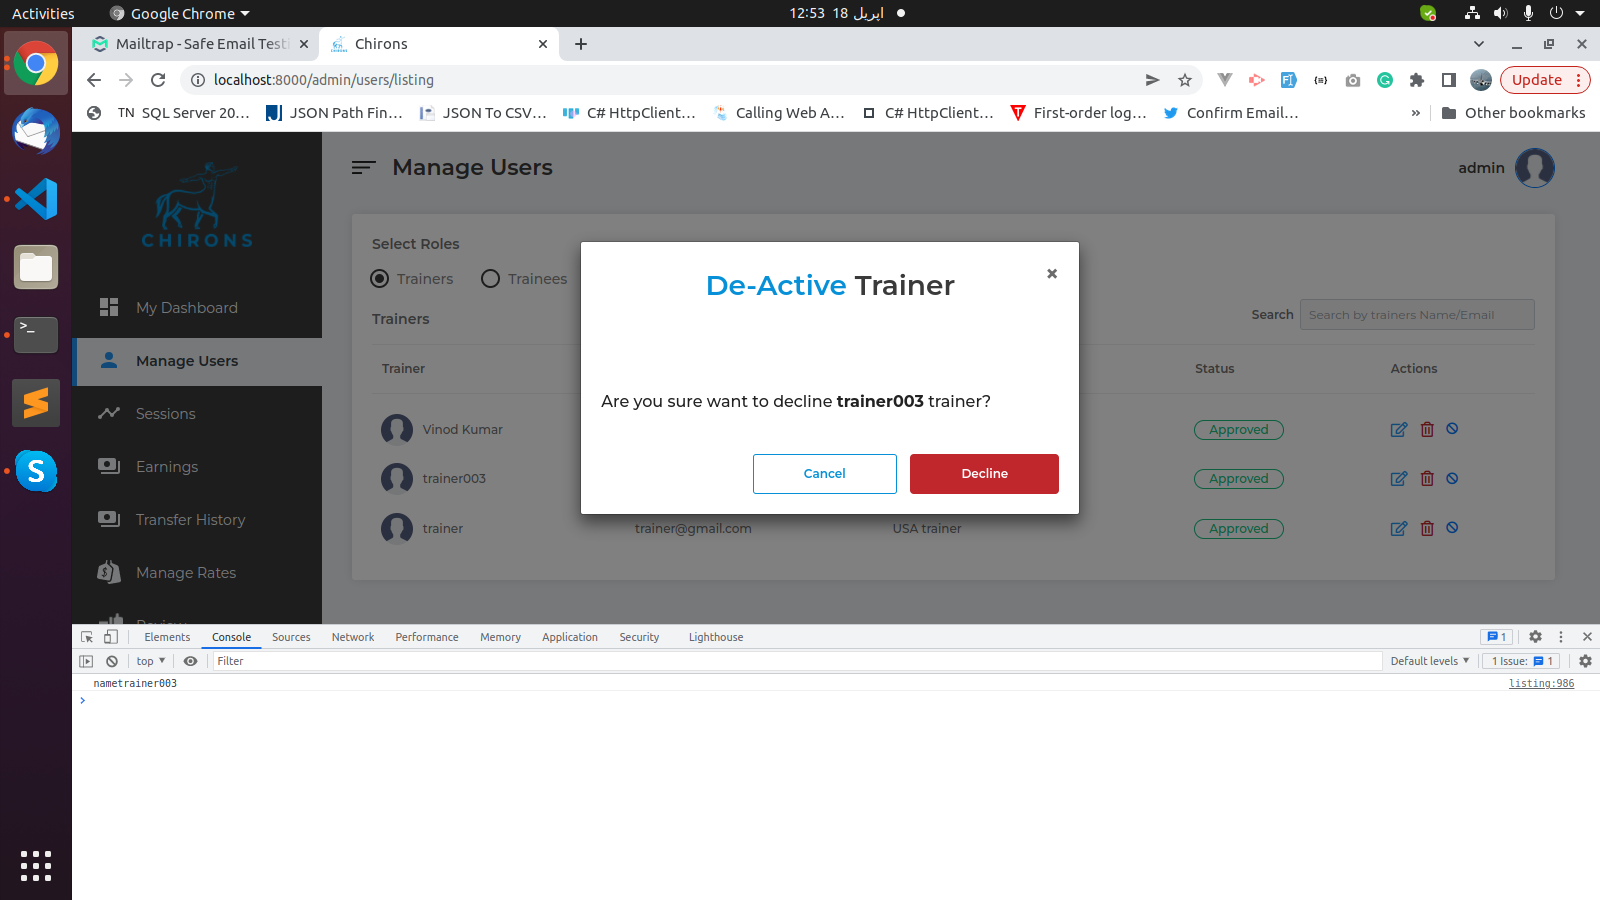 Activities Google Chrome 12:53 18 اپریل
Mailtrap - Safe Email Testi Chirons
localhost:8000/admin/users/listing Update
TN SQL Server 20... JSON Path Fin... JSON To CSV... C# HttpClient... Calling Web A... C# HttpClient... First-order log... Confirm Email... » Other bookmarks
CHIRONS
My Dashboard
Manage Users
Sessions
Earnings
Transfer History
Manage Rates
Review
Manage Users admin
Select Roles
Trainers Trainees
Trainers Search Search by trainers Name/Email
Trainer Status Actions
Vinod Kumar Approved
trainer003 Approved
trainer trainer@gmail.com USA trainer Approved
De-Active Trainer
Are you sure want to decline trainer003 trainer?
Cancel Decline
Elements Console Sources Network Performance Memory Application Security Lighthouse 1
top Filter Default levels 1 Issue: 1
nametrainer003 listing:986